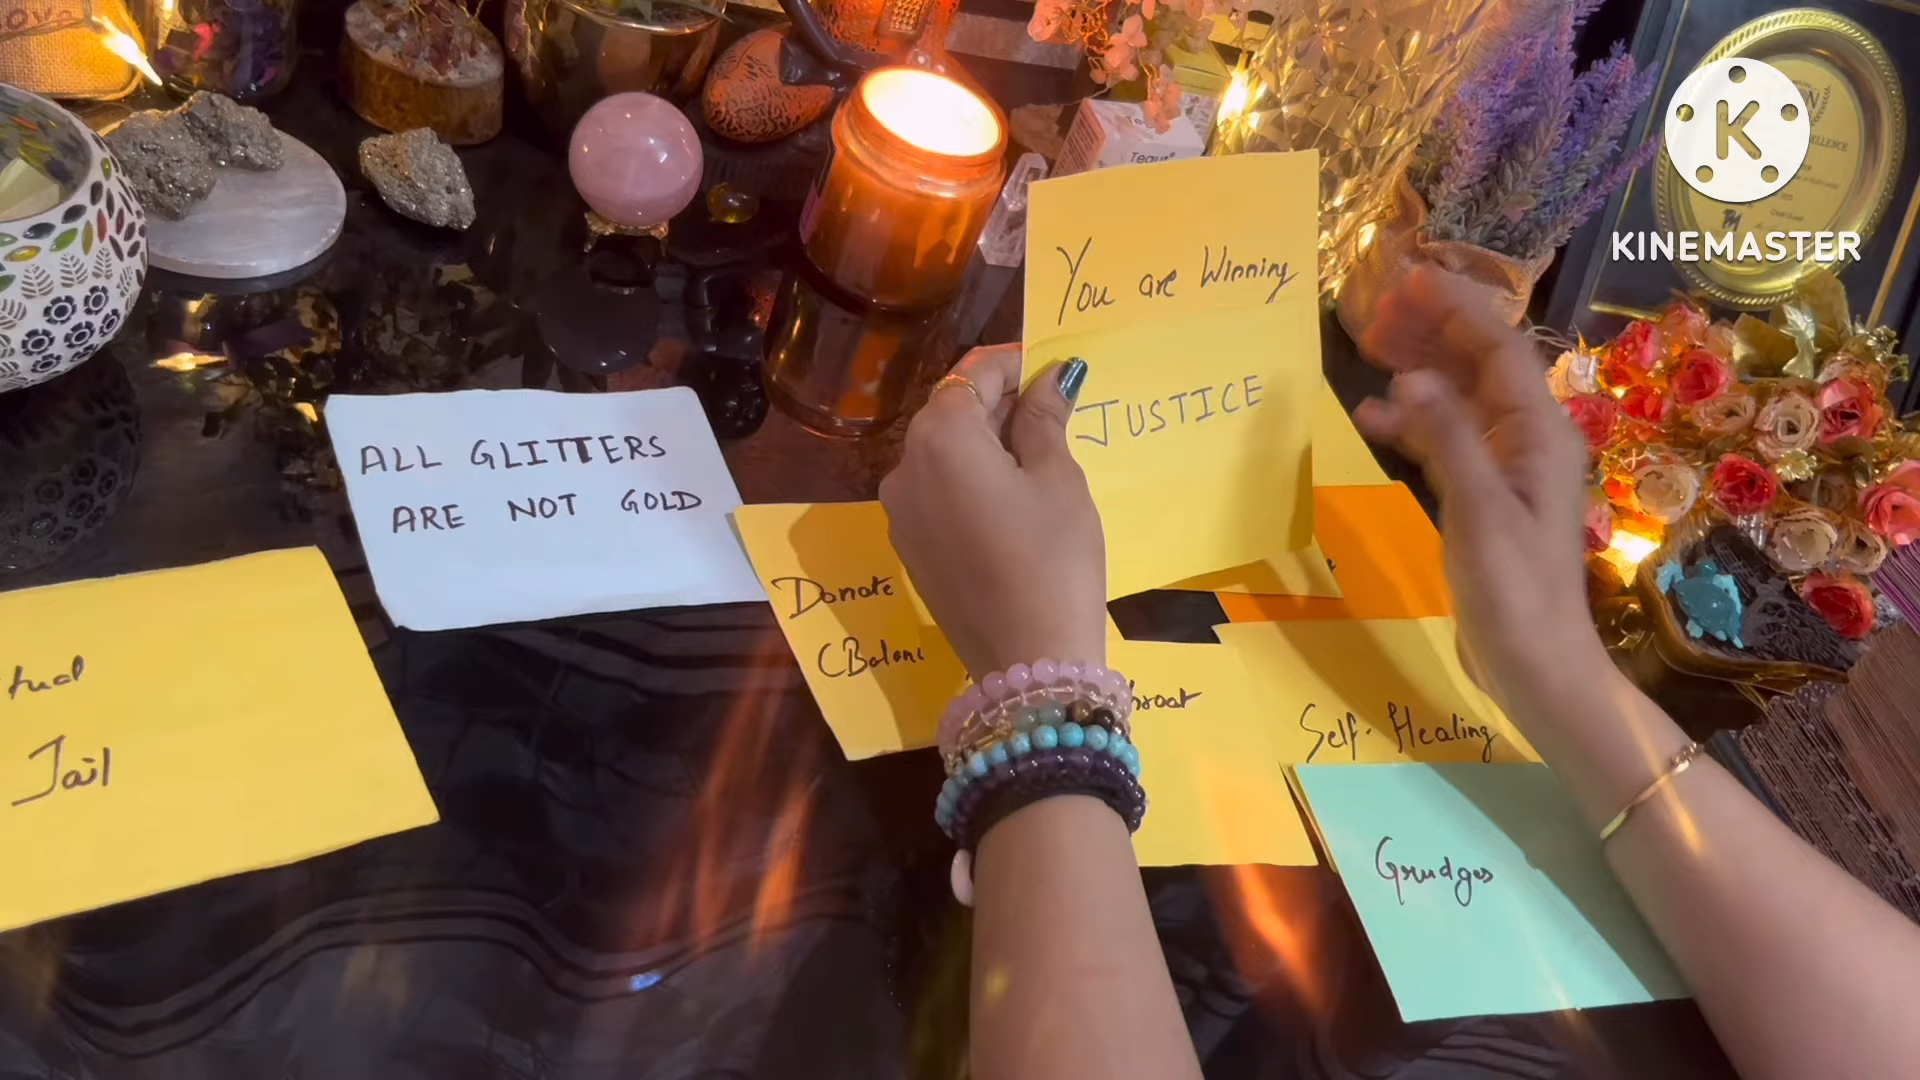 KINEMASTER
You are Winning
JUSTICE
ALL GLITTERS
ARE NOT GOLD
Donate
Self-Healing
Jail
Grudges